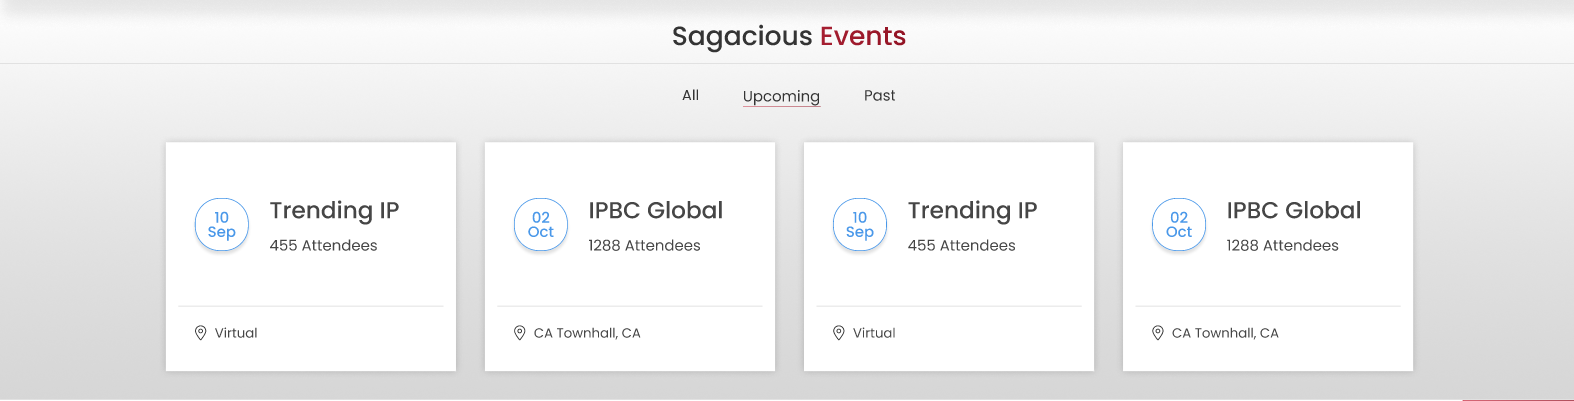 Sagacious Events
All Upcoming Past
10 Sep
Trending IP
455 Attendees
Virtual
02 Oct
IPBC Global
1288 Attendees
CA Townhall, CA
10 Sep
Trending IP
455 Attendees
Virtual
02 Oct
IPBC Global
1288 Attendees
CA Townhall, CA